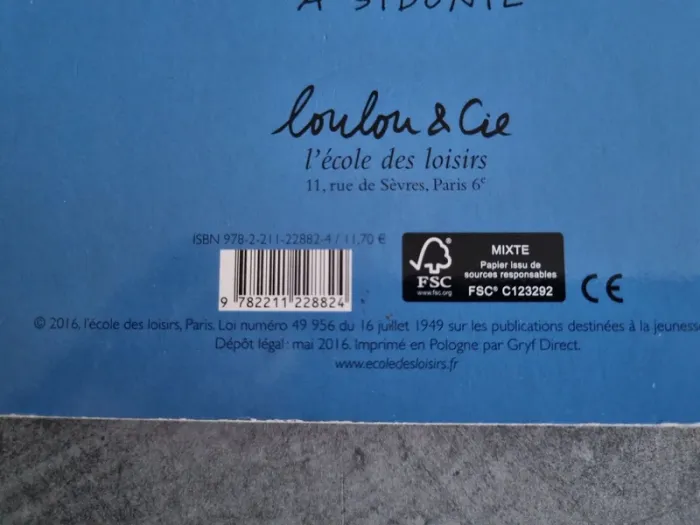 À SIDONIE
loulou & Cie
l'école des loisirs
11, rue de Sèvres, Paris 6e
ISBN 978-2-211-22882-4 / 11,70 €
9 782211 228824
FSC
www.fsc.org
MIXTE
Papier issu de
sources responsables
FSC® C123292
CE
© 2016, l'école des loisirs, Paris. Loi numéro 49 956 du 16 juillet 1949 sur les publications destinées à la jeunesse
Dépôt légal : mai 2016. Imprimé en Pologne par Gryf Direct.
www.ecoledesloisirs.fr